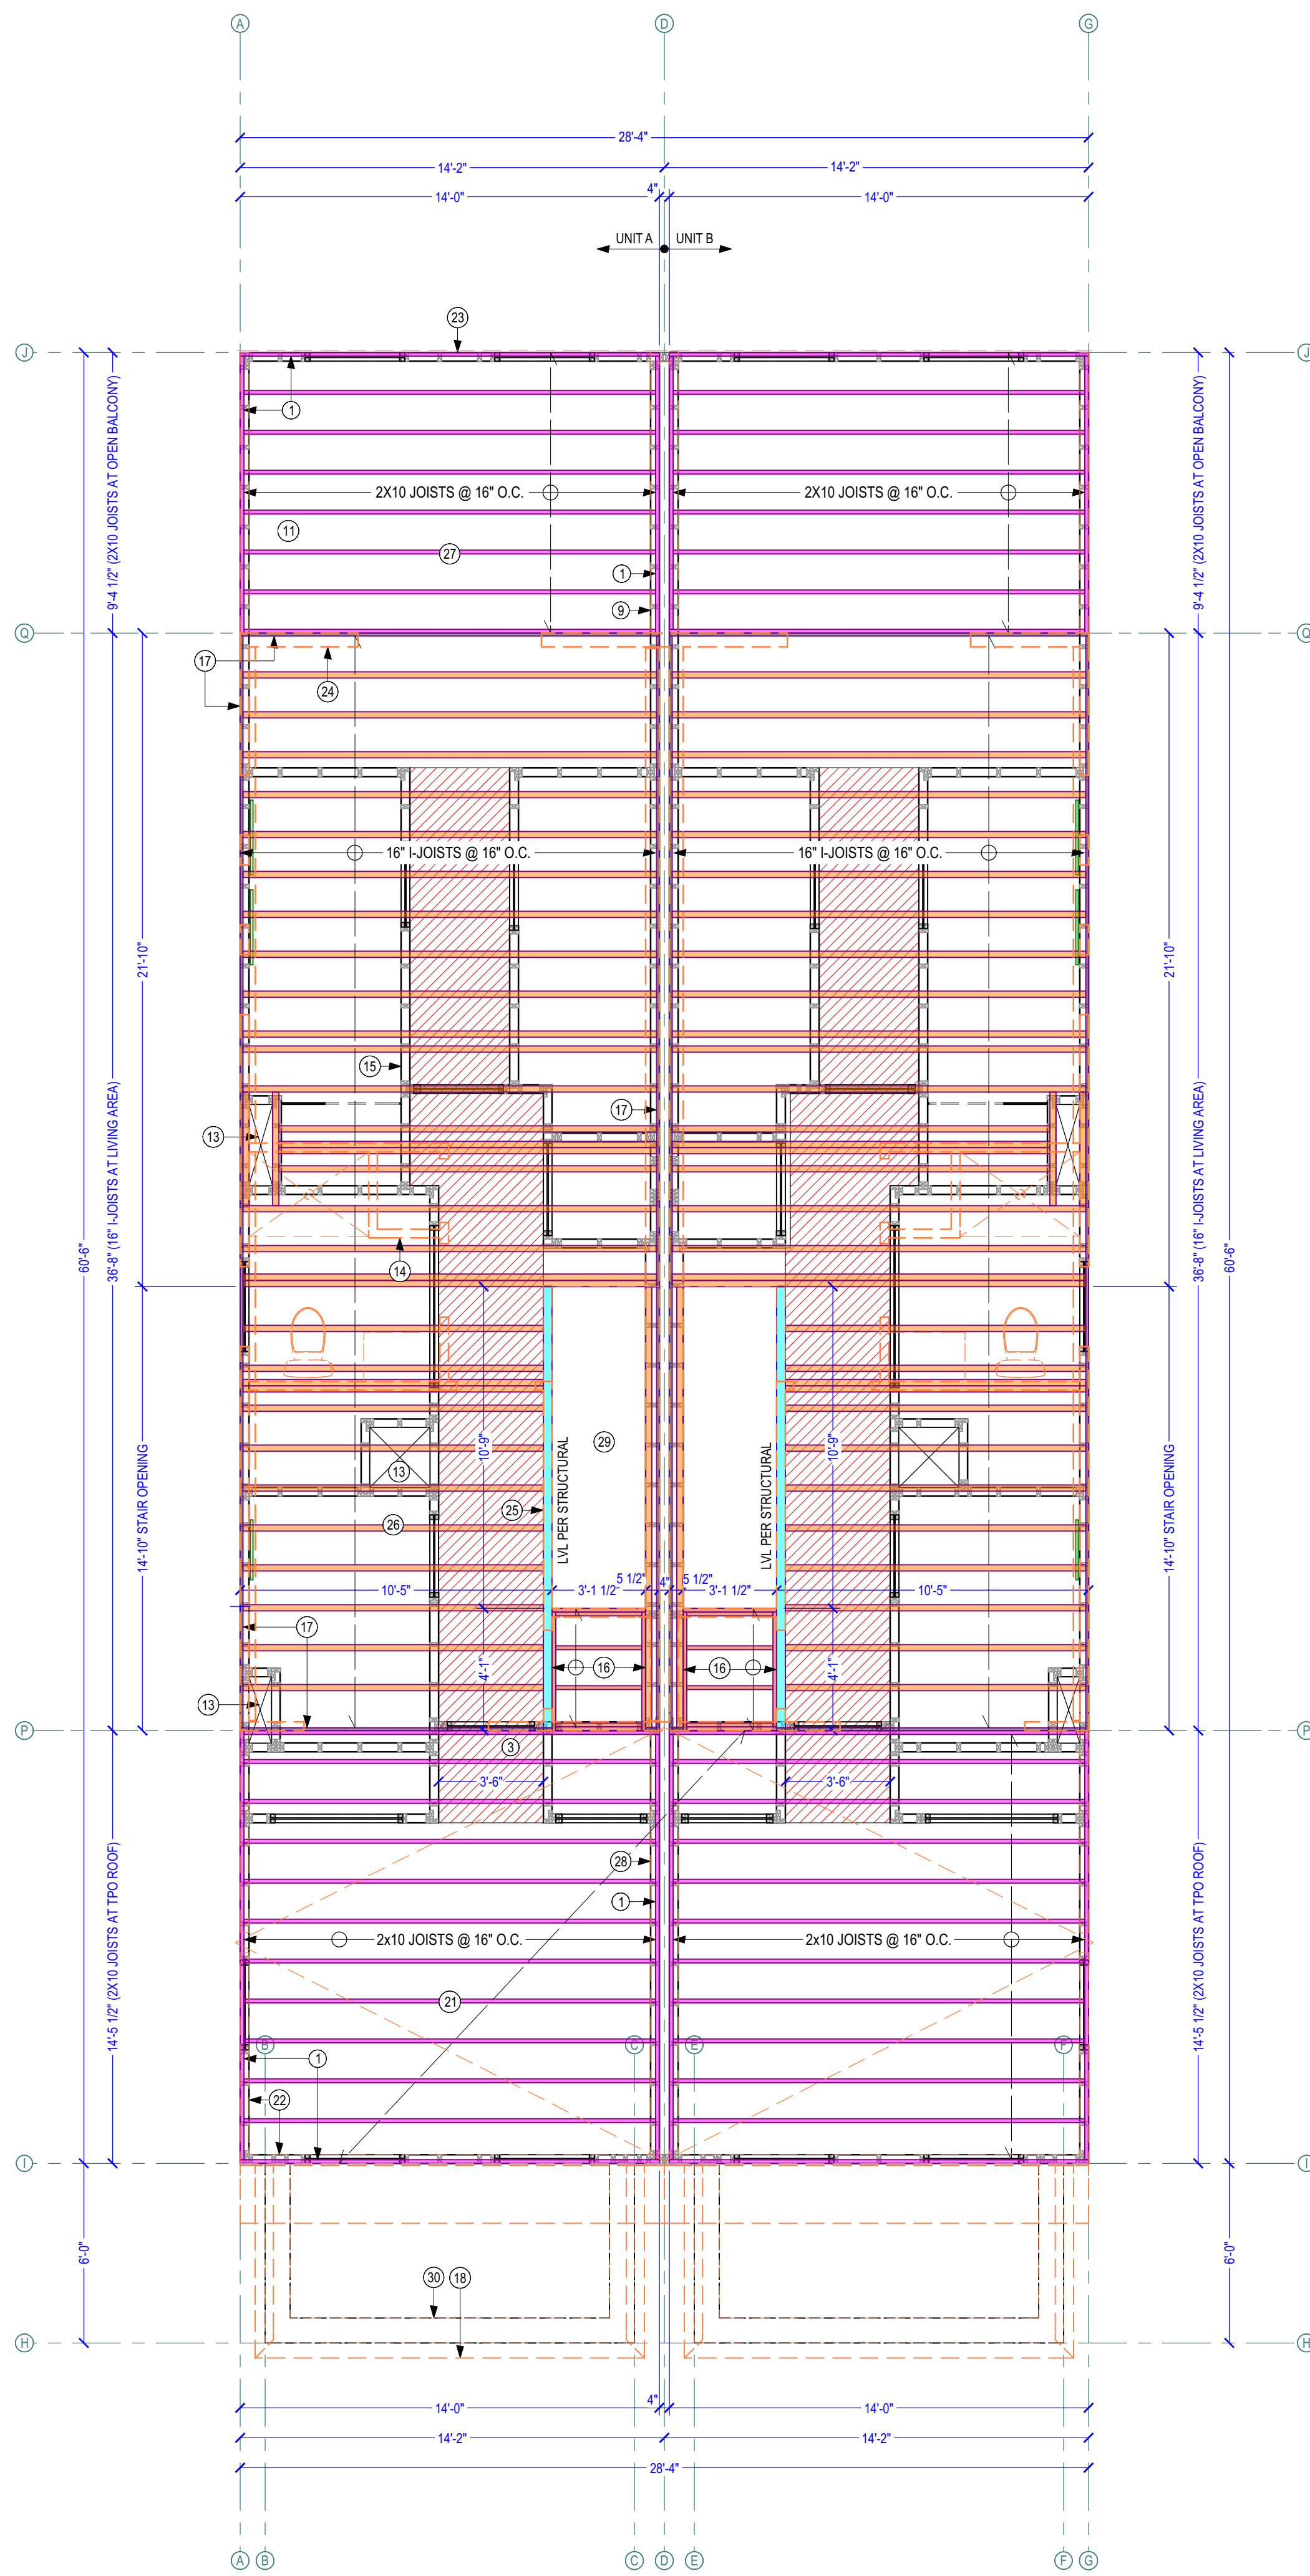 A D G
28'-4"
14'-2" 14'-2"
14'-0" 4" 14'-0"
UNIT A UNIT B
23
J J
1
9'-4 1/2" (2X10 JOISTS AT OPEN BALCONY)
9'-4 1/2" (2X10 JOISTS AT OPEN BALCONY)
2X10 JOISTS @ 16" O.C. 2X10 JOISTS @ 16" O.C.
11
27
1
9
Q Q
17
24
16" I-JOISTS @ 16" O.C. 16" I-JOISTS @ 16" O.C.
21'-10" 21'-10"
15
17
13
36'-8" (16" I-JOISTS AT LIVING AREA)
36'-8" (16" I-JOISTS AT LIVING AREA)
60'-6" 60'-6"
14
10'-9" 29 10'-9"
13
LVL PER STRUCTURAL LVL PER STRUCTURAL
25
14'-10" STAIR OPENING 14'-10" STAIR OPENING
26
10'-5" 3'-1 1/2" 5 1/2" 4" 5 1/2" 3'-1 1/2" 10'-5"
17
4'-1" 16 16 4'-1"
13
P P
3
3'-6" 3'-6"
28
1
14'-5 1/2" (2X10 JOISTS AT TPO ROOF)
14'-5 1/2" (2X10 JOISTS AT TPO ROOF)
2x10 JOISTS @ 16" O.C. 2x10 JOISTS @ 16" O.C.
21
B C E F
1
22
I I
6'-0" 6'-0"
30 18
H H
14'-0" 4" 14'-0"
14'-2" 14'-2"
28'-4"
A B C D E F G